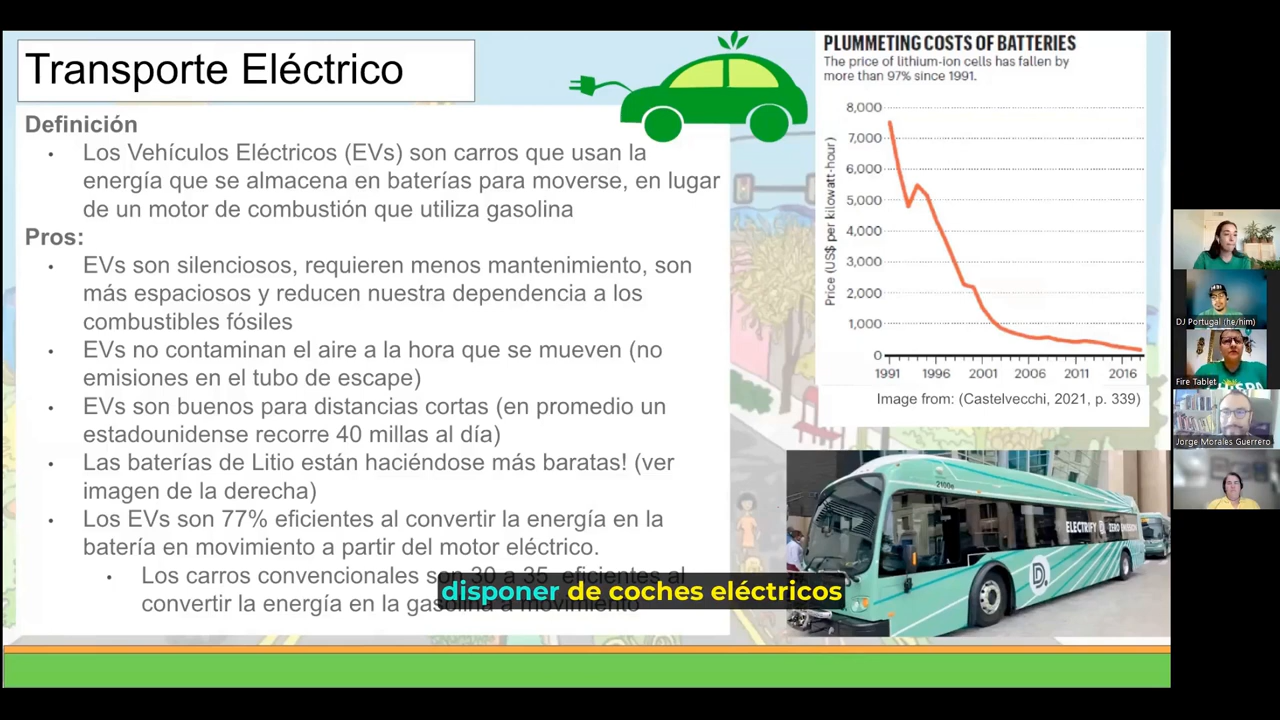 Transporte Eléctrico
Definición
• Los Vehículos Eléctricos (EVs) son carros que usan la
energía que se almacena en baterías para moverse, en lugar
de un motor de combustión que utiliza gasolina
Pros:
• EVs son silenciosos, requieren menos mantenimiento, son
más espaciosos y reducen nuestra dependencia a los
combustibles fósiles
• EVs no contaminan el aire a la hora que se mueven (no
emisiones en el tubo de escape)
• EVs son buenos para distancias cortas (en promedio un
estadounidense recorre 40 millas al día)
• Las baterías de Litio están haciéndose mas baratas! (ver
imagen de la derecha)
• Los EVs son 77% eficientes al convertir la energía en la
batería en movimiento a partir del motor eléctrico.
• Los carros convencionales son 30 a 35 eficientes al
convertir la energía en la gasolina a movimiento
disponer de coches eléctricos
PLUMMETING COSTS OF BATTERIES
The price of lithium-ion cells has fallen by
more than 97% since 1991.
Price (US$ per kilowatt-hour)
8,000
7,000
6,000
5,000
4,000
3,000
2,000
1,000
0
1991 1996 2001 2006 2011 2016
Image from: (Castelvecchi, 2021, p. 339)
2100e
ELECTRIFY D ZERO EMISSION
D.
DJ Portugal (he/him)
Fire Tablet
Jorge Morales Guerrero